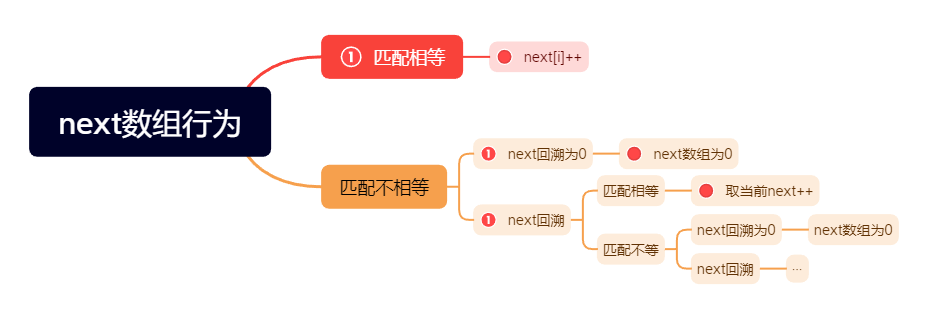 next数组行为
① 匹配相等
next[i]++
匹配不相等
① next回溯为0
next数组为0
① next回溯
匹配相等
取当前next++
匹配不等
next回溯为0
next数组为0
next回溯
...